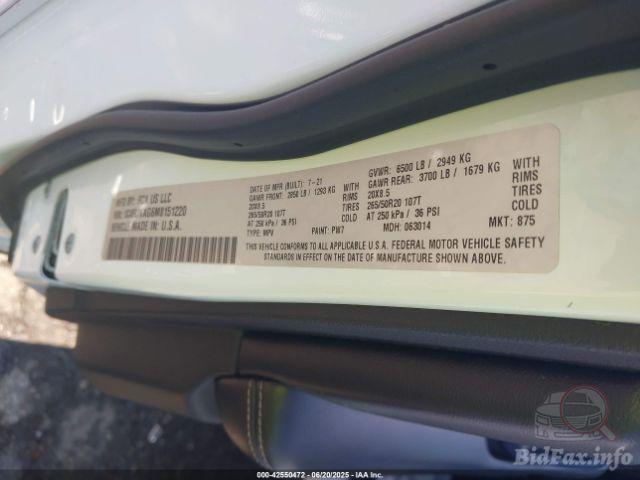 MFD. BY: FCA US LLC
DATE OF MFR (BUILT): 7-21
GVWR: 6500 LB / 2949 KG
GAWR FRONT: 2850 LB / 1293 KG
GAWR REAR: 3700 LB / 1679 KG
20X8.5
RIMS
20X8.5
265/50R20 107T
TIRES
265/50R20 107T
AT 250 kPa / 36 PSI
COLD
AT 250 kPa / 36 PSI
TYPE: MPV
PAINT: PW7
MDH: 063014
MKT: 875
VEHICLE MADE IN: U.S.A.
THIS VEHICLE CONFORMS TO ALL APPLICABLE U.S.A. FEDERAL MOTOR VEHICLE SAFETY
STANDARDS IN EFFECT ON THE DATE OF MANUFACTURE SHOWN ABOVE.
RIMS
TIRES
COLD
BidFax.info
000-42550472 - 06/20/2025 - IAA Inc.